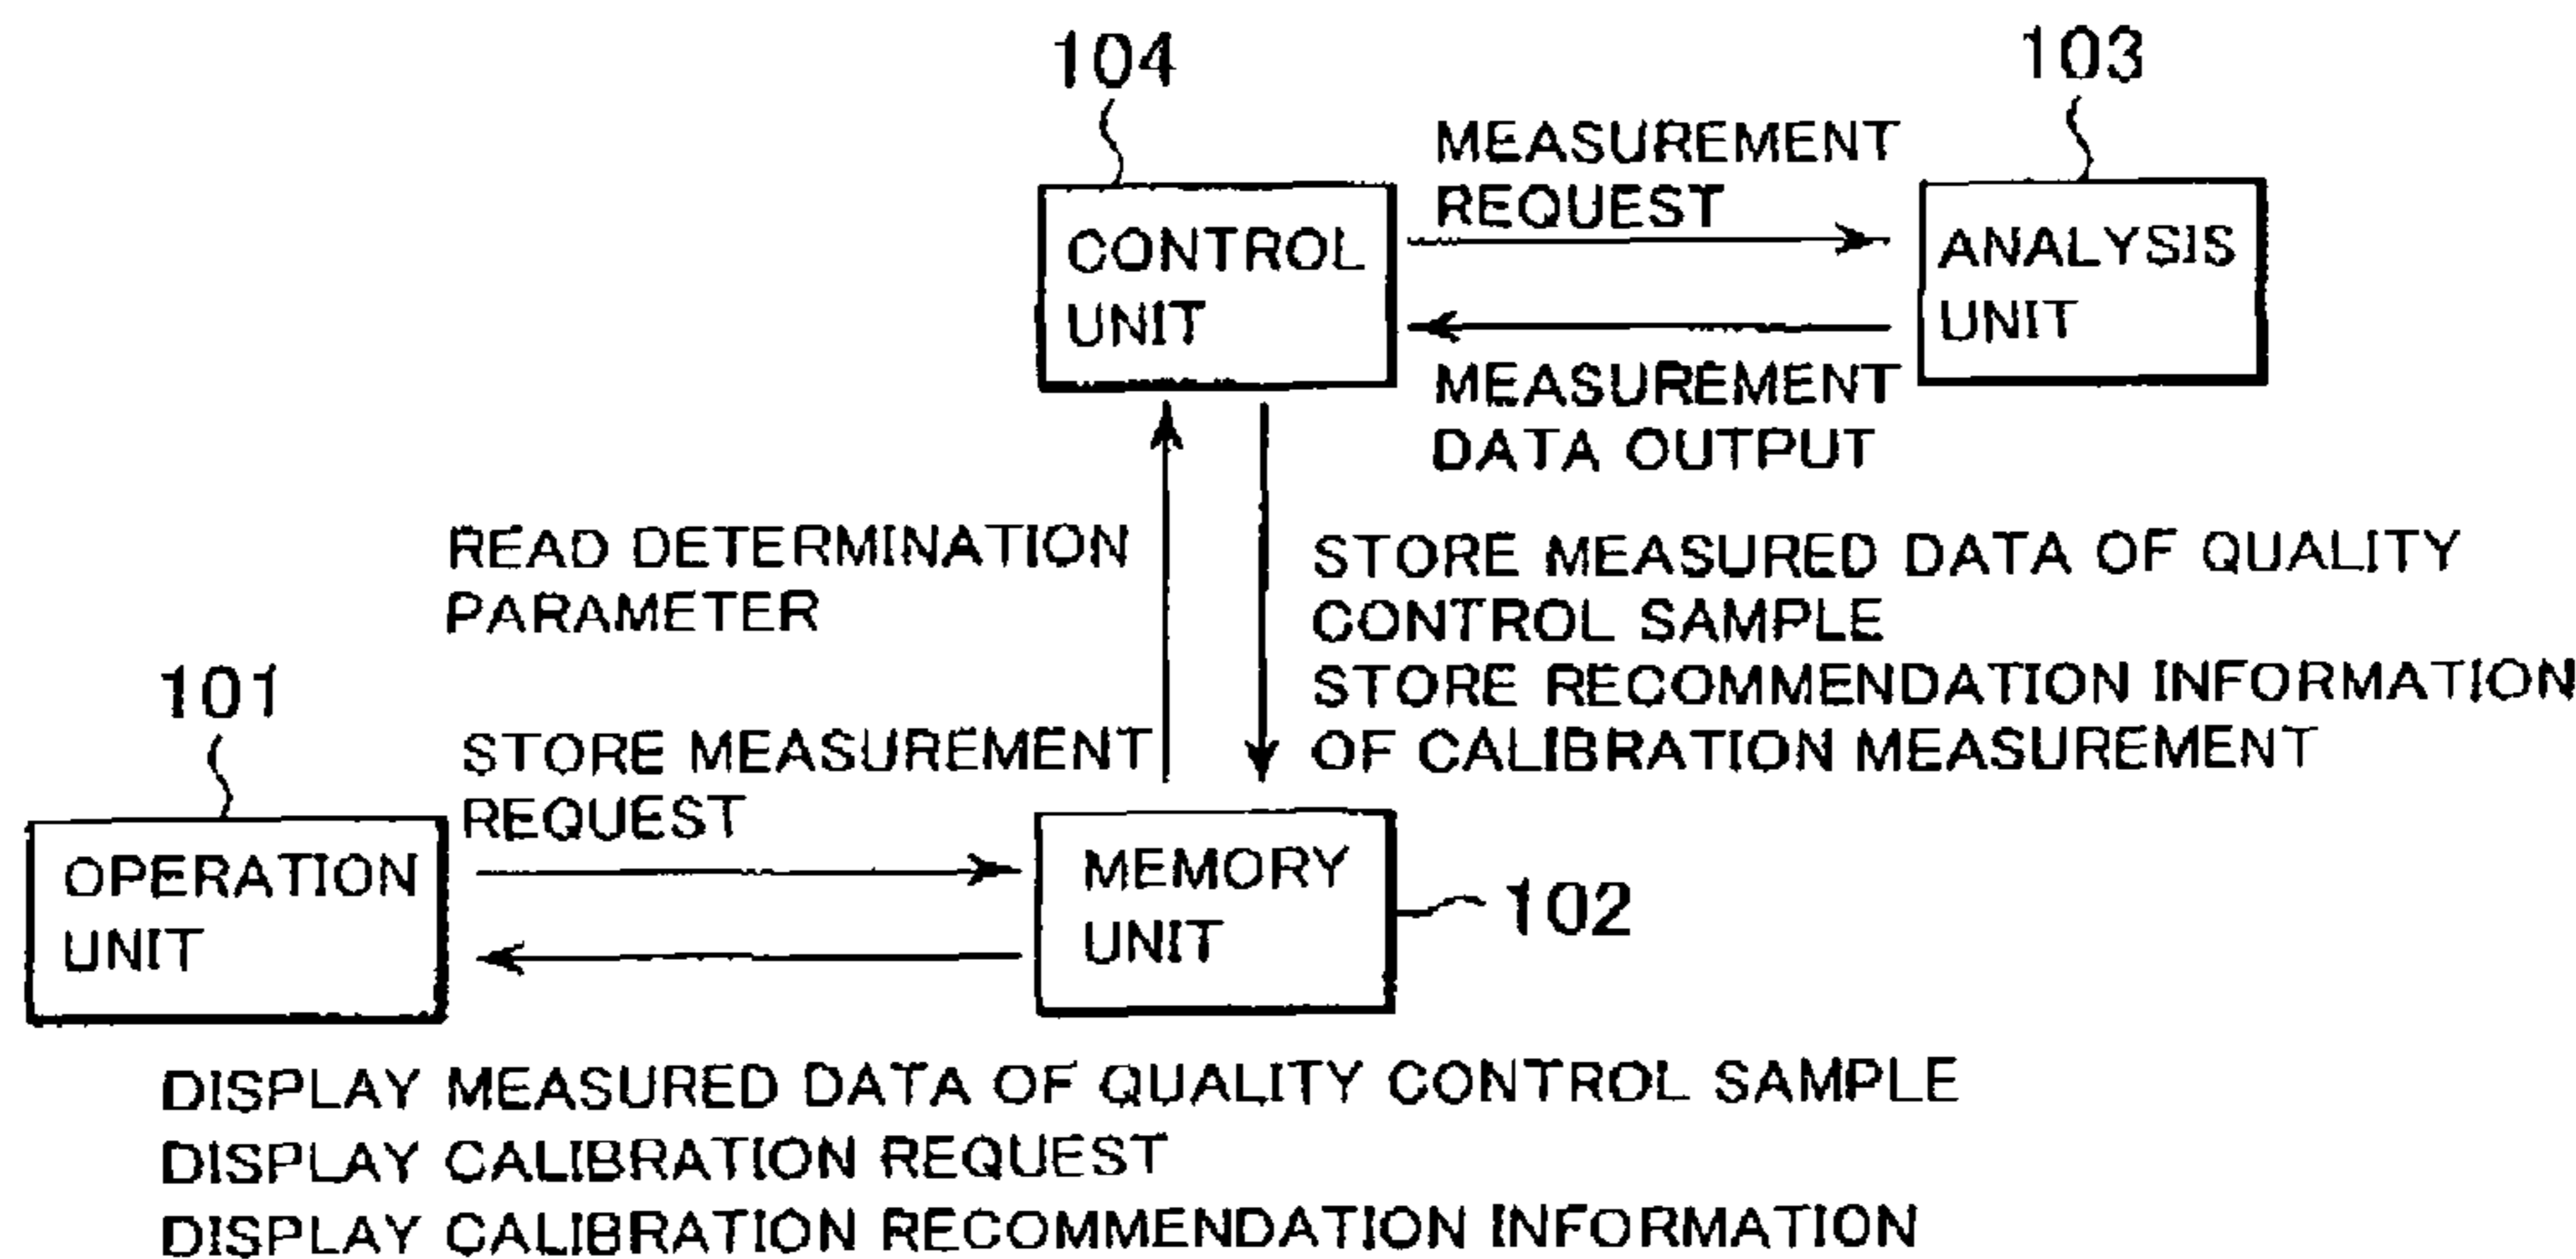 104
103
MEASUREMENT
REQUEST
CONTROL
UNIT
ANALYSIS
UNIT
MEASUREMENT
DATA OUTPUT
READ DETERMINATION
PARAMETER
STORE MEASURED DATA OF QUALITY
CONTROL SAMPLE
STORE RECOMMENDATION INFORMATION
OF CALIBRATION MEASUREMENT
101
STORE MEASUREMENT
REQUEST
OPERATION
UNIT
MEMORY
UNIT
102
DISPLAY MEASURED DATA OF QUALITY CONTROL SAMPLE
DISPLAY CALIBRATION REQUEST
DISPLAY CALIBRATION RECOMMENDATION INFORMATION